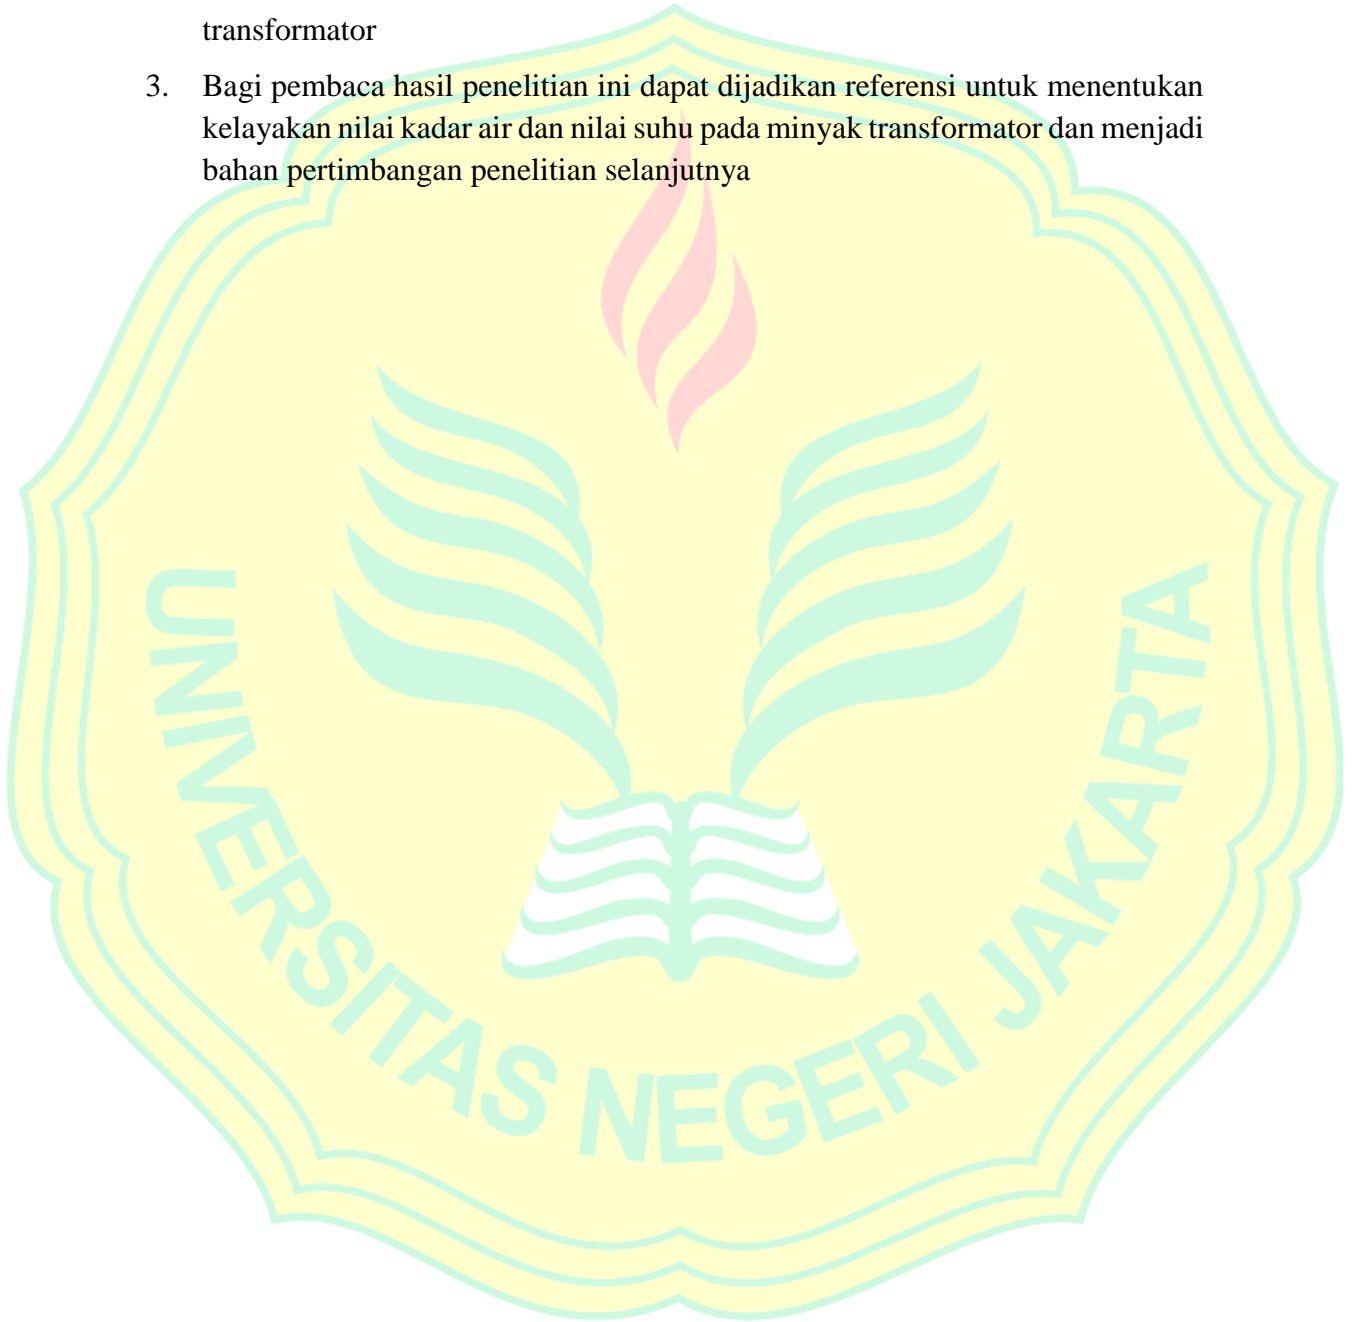 transformator
3. Bagi pembaca hasil penelitian ini dapat dijadikan referensi untuk menentukan
kelayakan nilai kadar air dan nilai suhu pada minyak transformator dan menjadi
bahan pertimbangan penelitian selanjutnya
UNIVERSITAS NEGERI JAKARTA